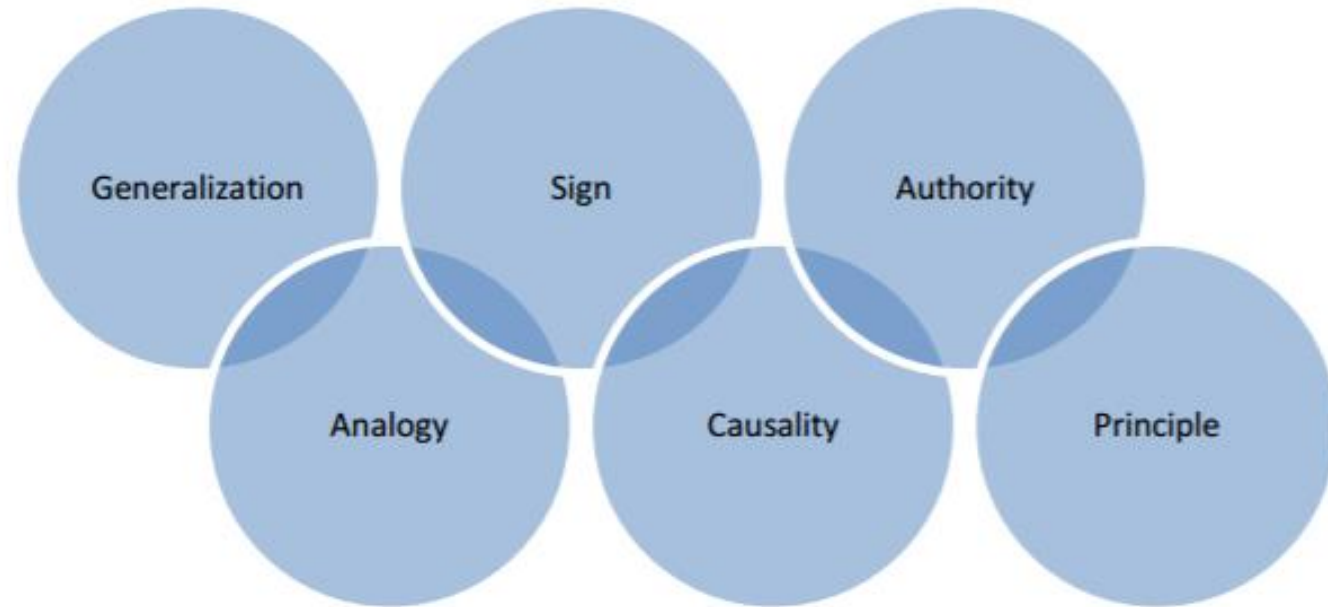 Generalization
Sign
Authority
Analogy
Causality
Principle